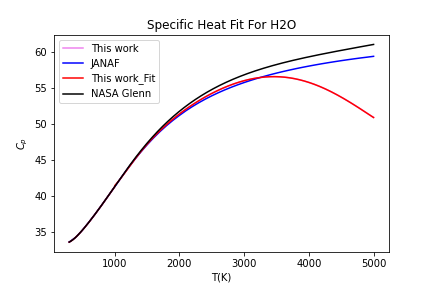 Specific Heat Fit For H2O
This work
JANAF
This work_Fit
NASA Glenn
60
55
50
45
40
35
C_p
1000
2000
3000
4000
5000
T(K)